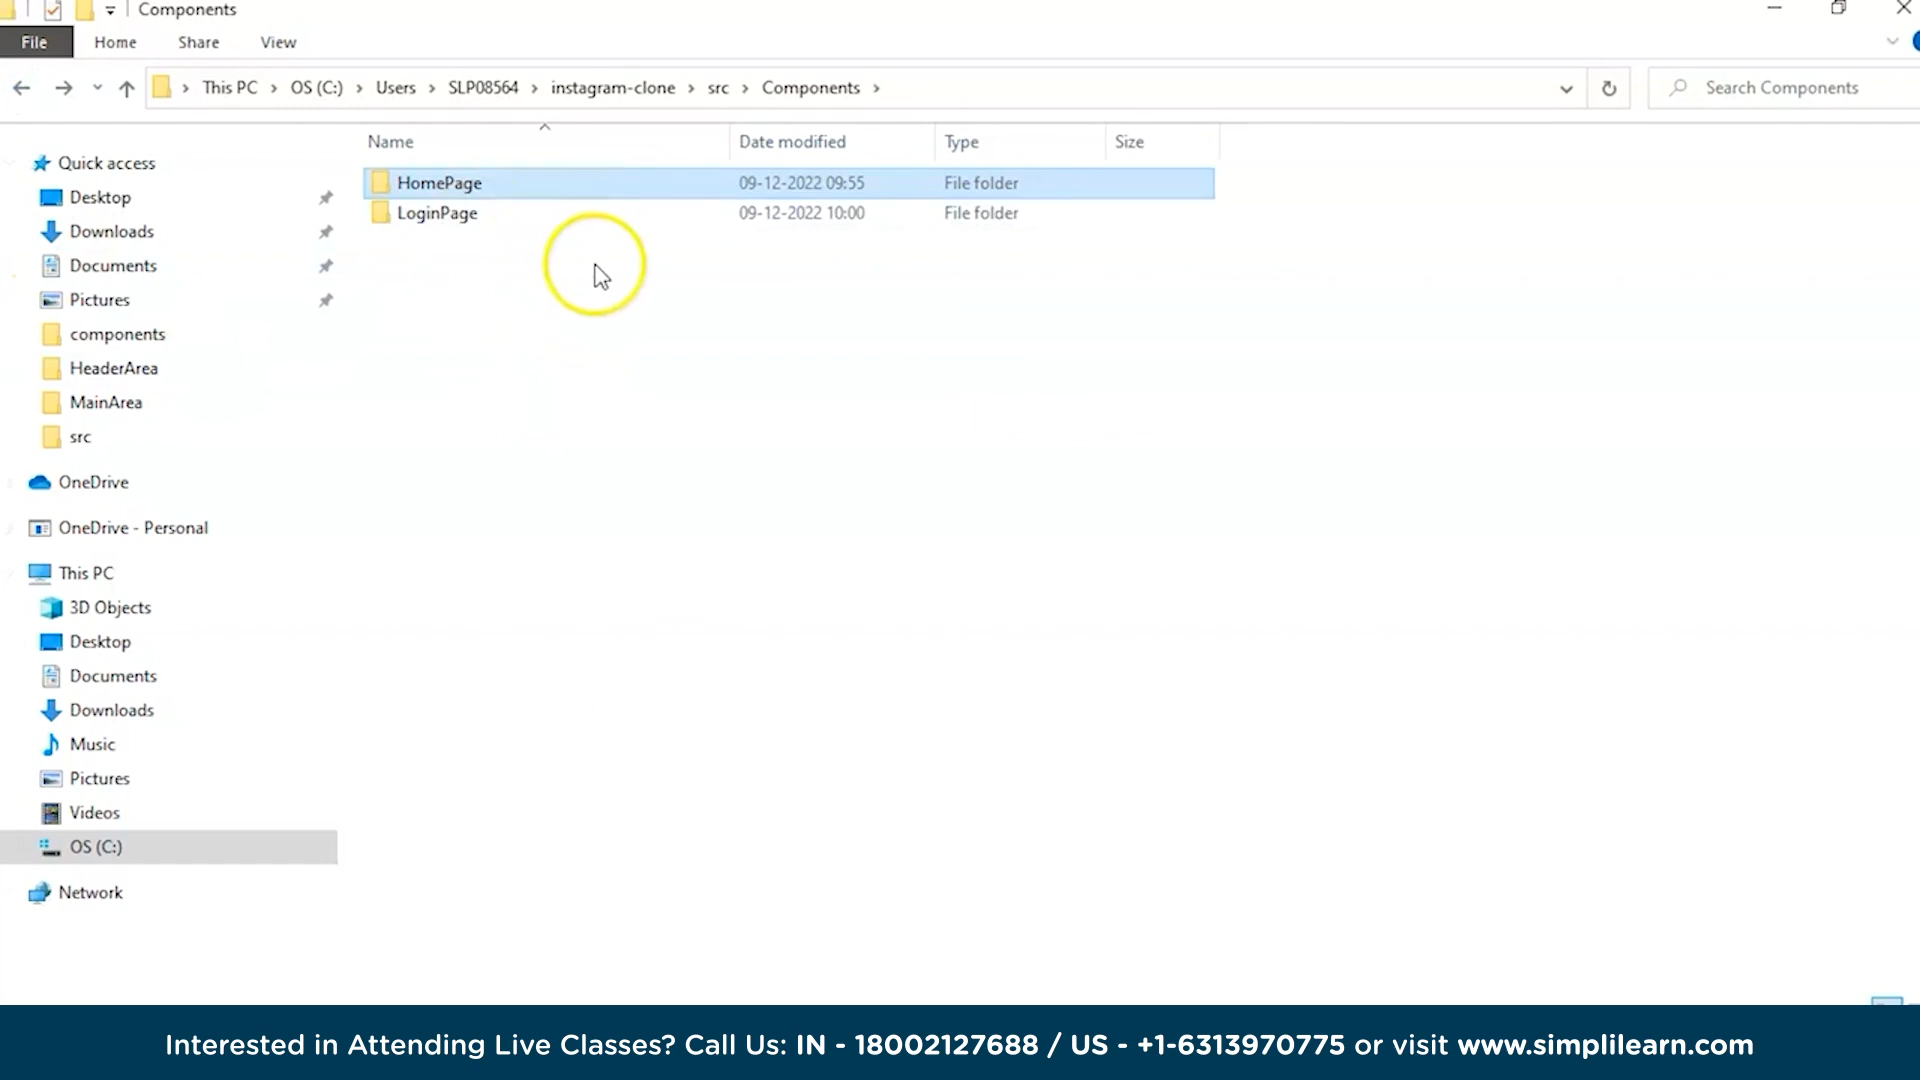 Components
File Home Share View
This PC OS (C:) Users SLP08564 instagram-clone src Components Search Components
Name Date modified Type Size
HomePage 09-12-2022 09:55 File folder
LoginPage 09-12-2022 10:00 File folder
Quick access
Desktop
Downloads
Documents
Pictures
components
HeaderArea
MainArea
src
OneDrive
OneDrive - Personal
This PC
3D Objects
Desktop
Documents
Downloads
Music
Pictures
Videos
OS (C:)
Network
Interested in Attending Live Classes? Call Us: IN - 18002127688 / US - +1-6313970775 or visit www.simplilearn.com